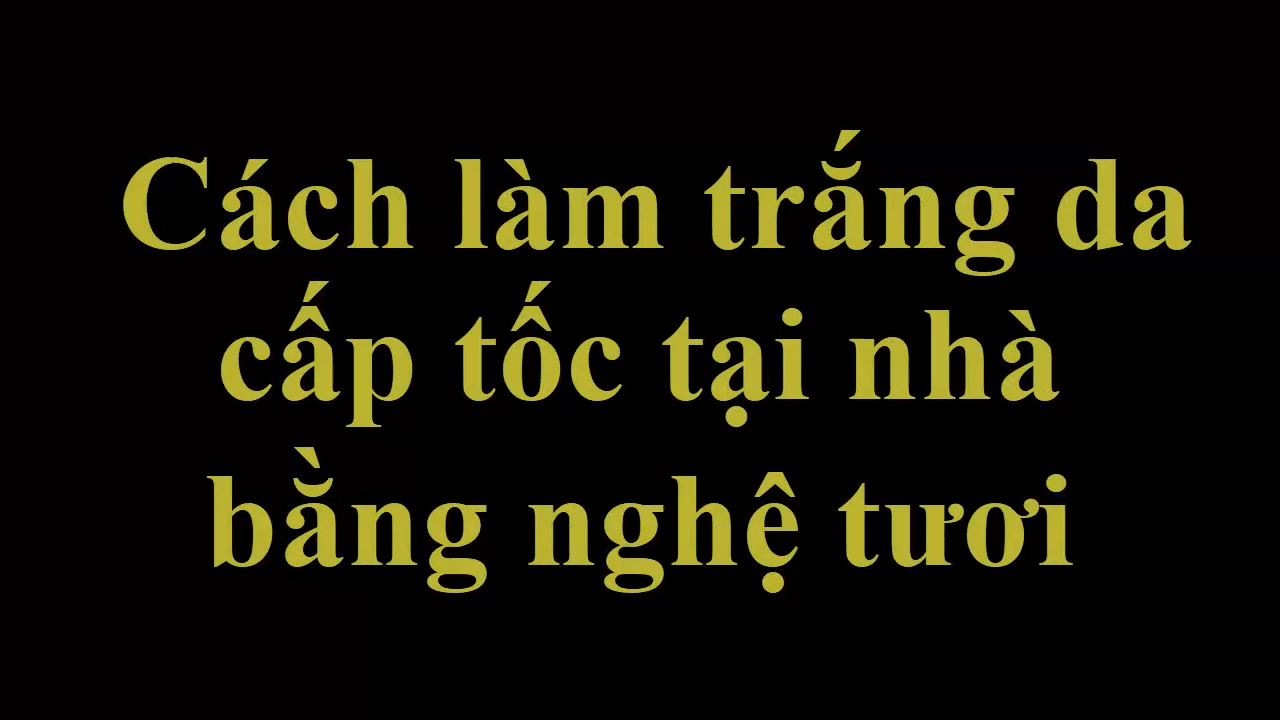 Cách làm trắng da
cấp tốc tại nhà
bằng nghệ tươi